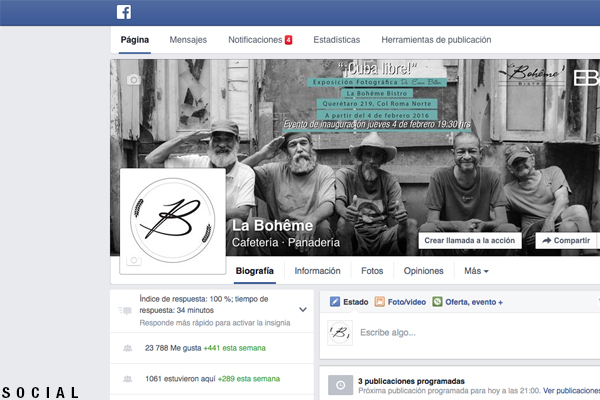 f
Página Mensajes Notificaciones 4 Estadísticas Herramientas de publicación
"¡Cuba libre!"
Exposición Fotográfica
La Bohême Bistro
Querétaro 219, Col Roma Norte
A partir del 4 de febrero 2016
Evento de inauguración jueves 4 de febrero 19:30 hrs
Bohême
BISTRO
EB
B
La Bohême
Cafetería · Panadería
Crear llamada a la acción
Compartir
Biografía Información Fotos Opiniones Más
Índice de respuesta: 100 %; tiempo de
respuesta: 34 minutos
Responde más rápido para activar la insignia
23 788 Me gusta +441 esta semana
1061 estuvieron aquí +289 esta semana
Estado Foto/video Oferta, evento +
Escribe algo...
3 publicaciones programadas
Próxima publicación programada para hoy a las 21:00. Ver publicaciones
SOCIAL